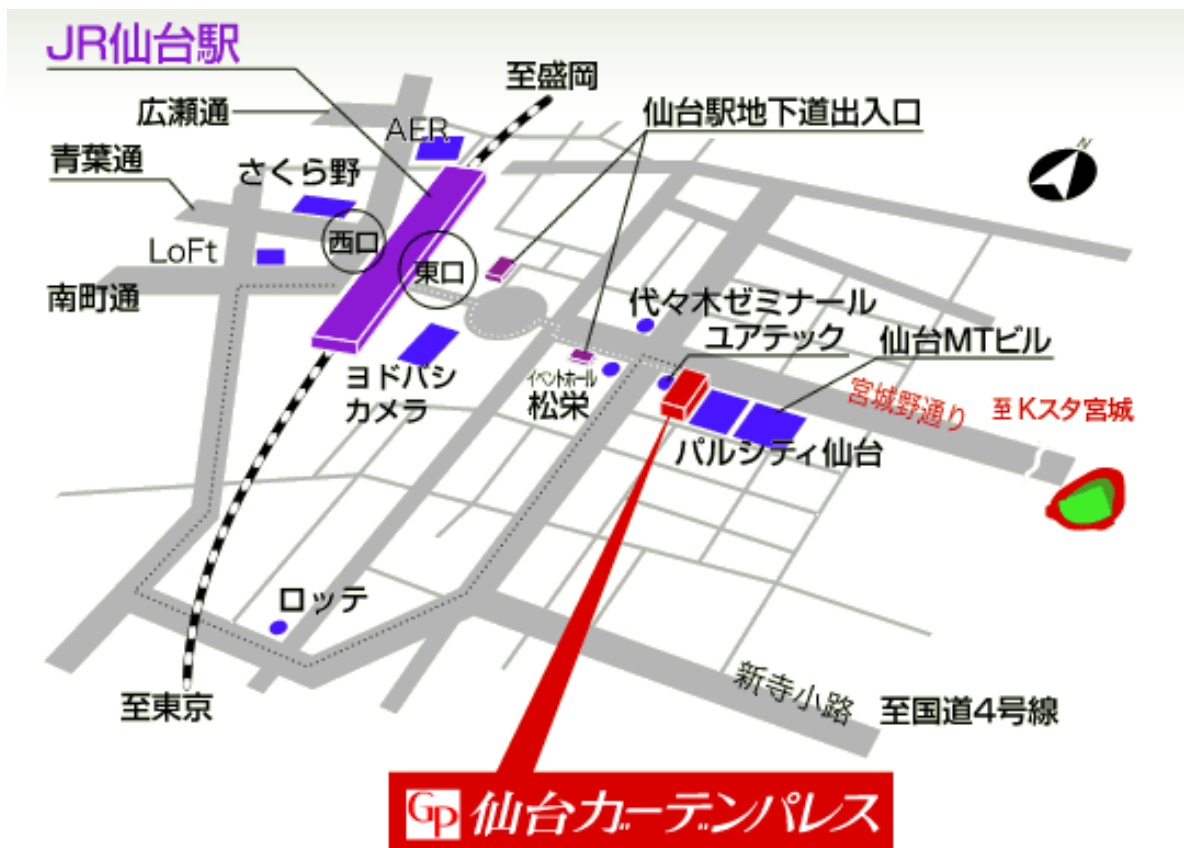 JR仙台駅
至盛岡
広瀬通
仙台駅地下道出入口
AER
青葉通
さくら野
N
西口
LoFt
東口
南町通
代々木ゼミナール
ユアテック
仙台MTビル
ヨドバシ
カメラ
イベントホール
松栄
宮城野通り
至Kスタ宮城
パルシティ仙台
ロッテ
至東京
新寺小路
至国道4号線
GP 仙台ガーデンパレス